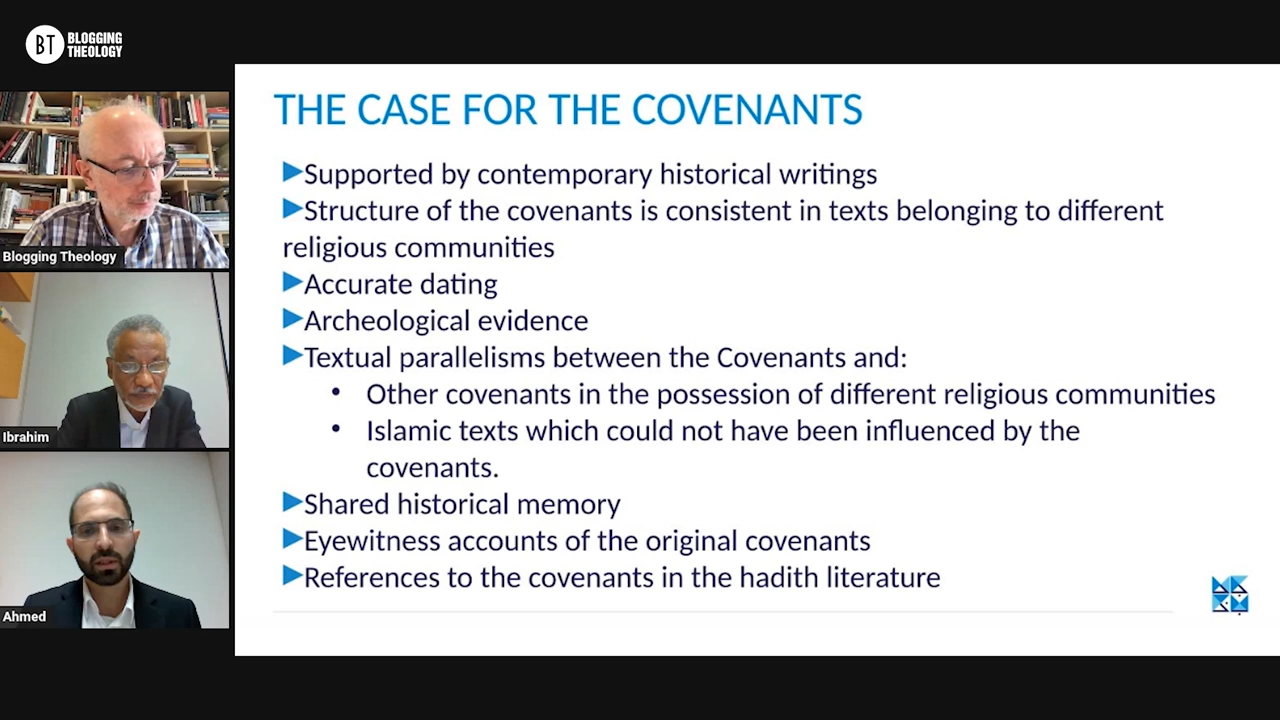 BT BLOGGING
THEOLOGY
Blogging Theology
Ibrahim
Ahmed
THE CASE FOR THE COVENANTS
Supported by contemporary historical writings
Structure of the covenants is consistent in texts belonging to different
religious communities
Accurate dating
Archeological evidence
Textual parallelisms between the Covenants and:
• Other covenants in the possession of different religious communities
• Islamic texts which could not have been influenced by the
covenants.
Shared historical memory
Eyewitness accounts of the original covenants
References to the covenants in the hadith literature